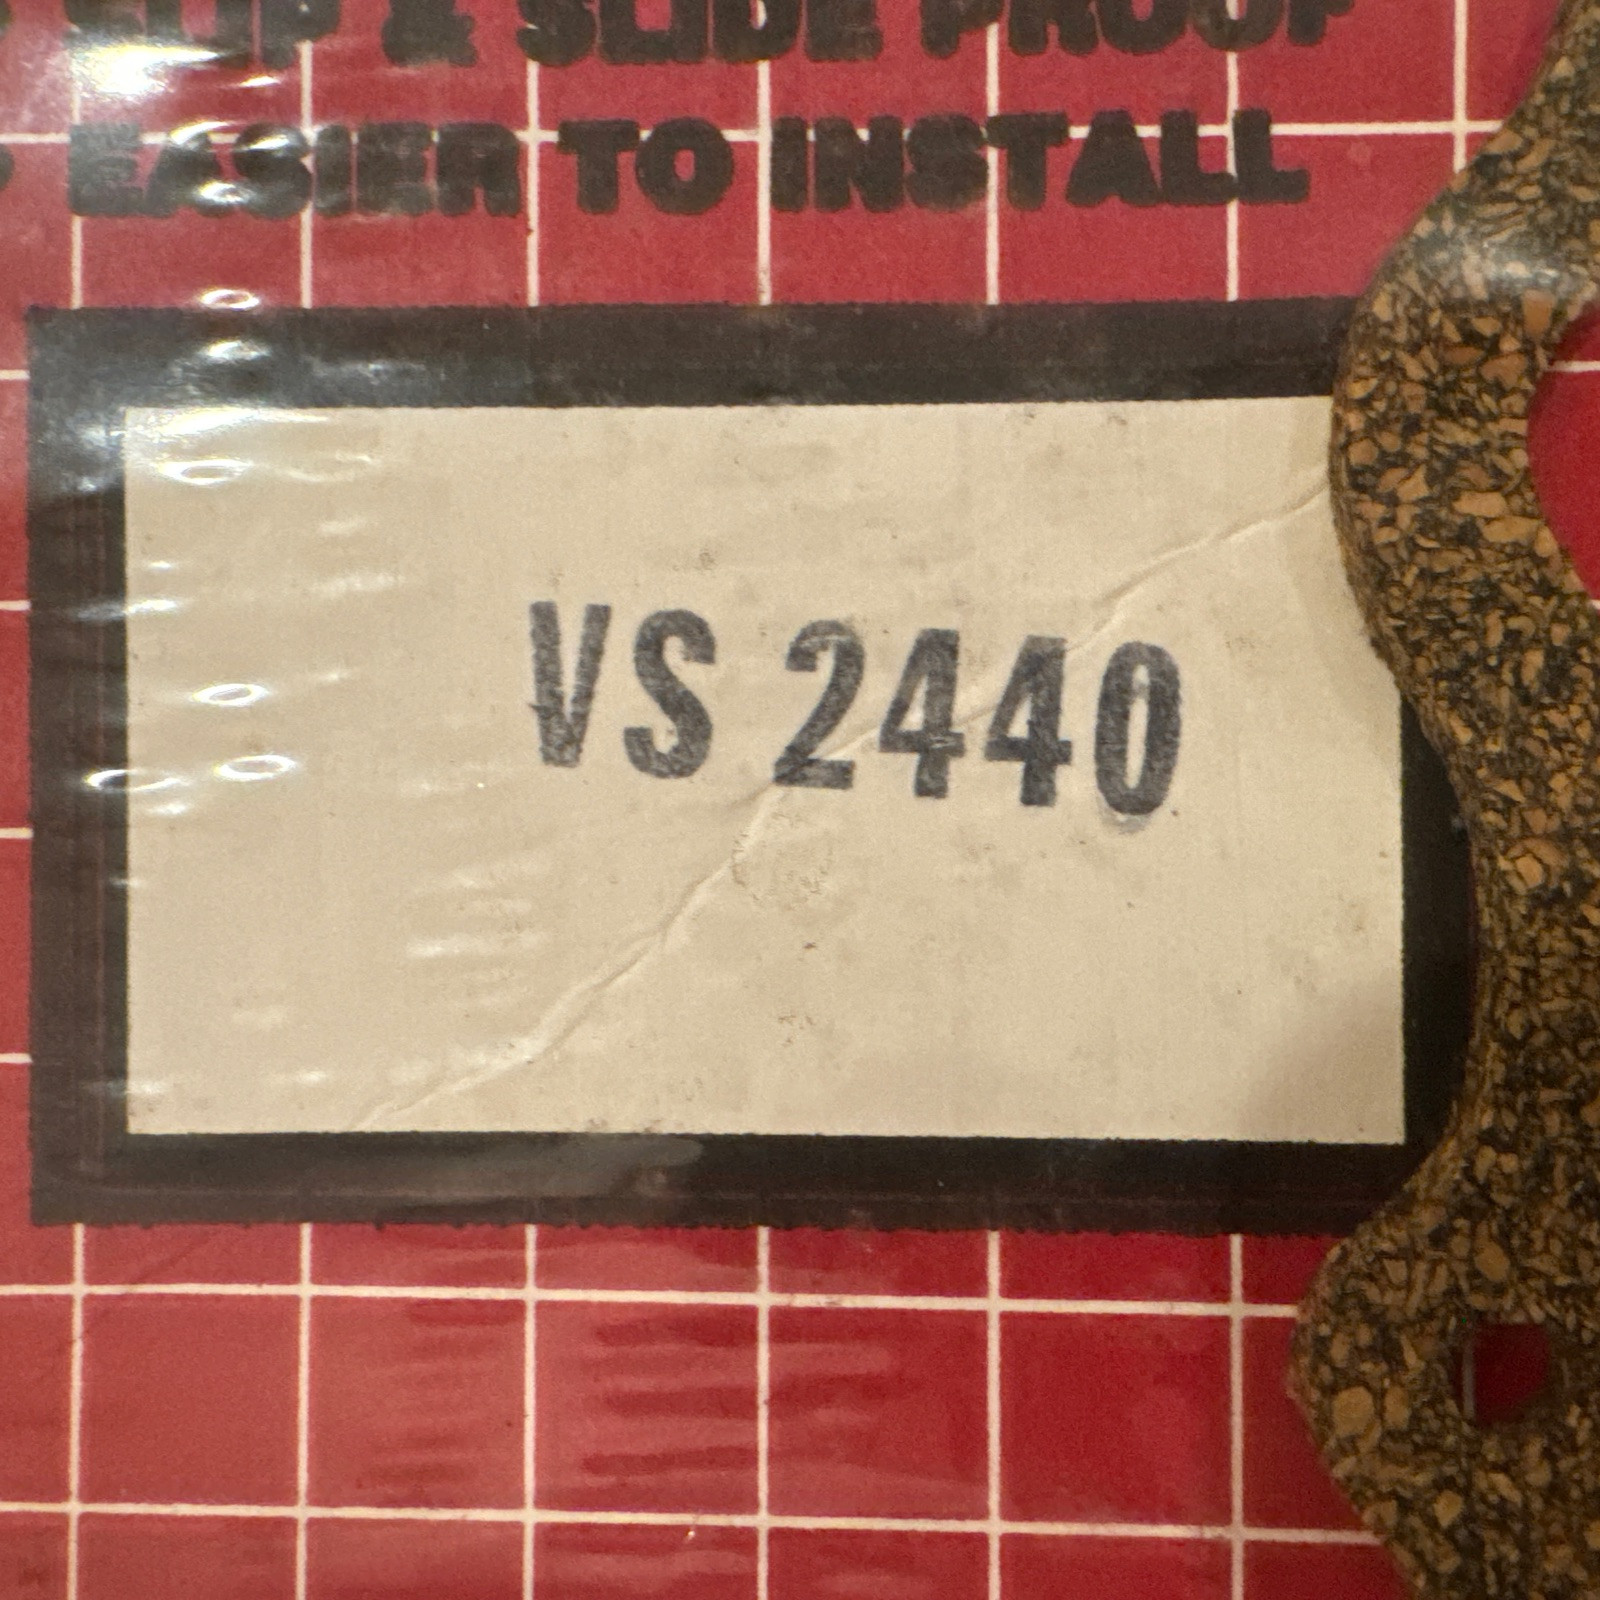 SLIP & SLIDE PROOF
EASIER TO INSTALL
VS 2440